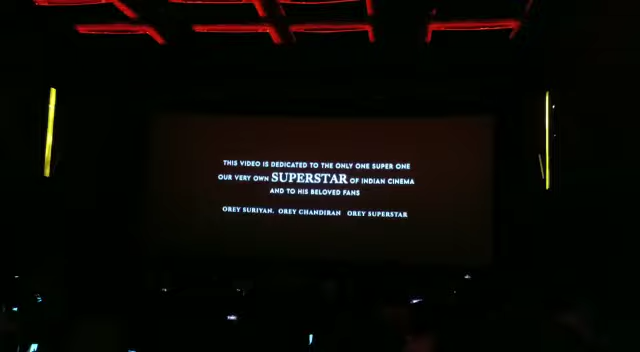 THIS VIDEO IS DEDICATED TO THE ONLY ONE SUPER ONE
OUR VERY OWN SUPERSTAR OF INDIAN CINEMA
AND TO HIS BELOVED FANS
OREY SURIYAN. OREY CHANDIRAN OREY SUPERSTAR